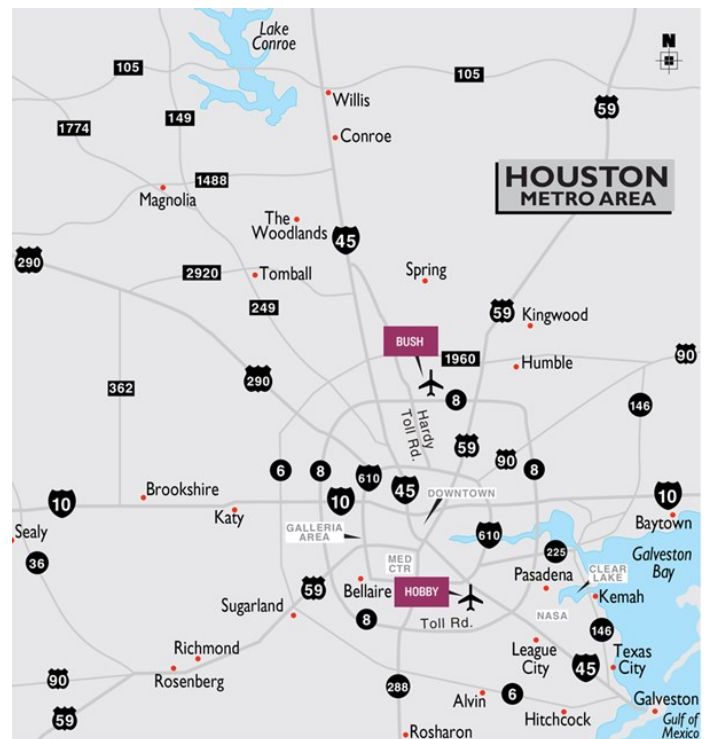 Lake
Conroe
N
105
105
Willis
59
1774
149
Conroe
1488
HOUSTON
METRO AREA
Magnolia
The
Woodlands
45
290
2920
Tomball
Spring
249
59
Kingwood
BUSH
1960
90
Humble
290
362
8
146
Hardy
Toll Rd.
59
90
6
8
610
8
45
DOWNTOWN
Brookshire
10
10
10
Katy
Baytown
Sealy
GALLERIA
AREA
610
225
36
MED
CTR
CLEAR
LAKE
Galveston
Bay
Bellaire
HOBBY
Pasadena
Kemah
59
Sugarland
8
Toll Rd.
NASA
146
Richmond
League
City
Texas
City
Rosenberg
45
90
288
Alvin
6
59
Hitchcock
Galveston
Gulf of
Mexico
Rosharon